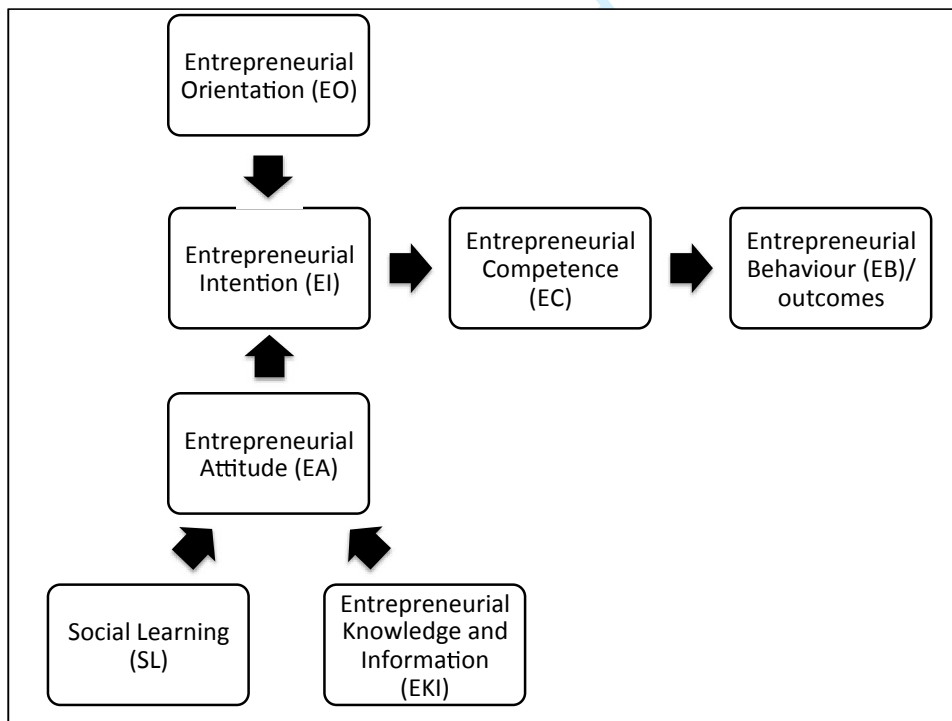 Entrepreneurial
Orientation (EO)
Entrepreneurial
Intention (EI)
Entrepreneurial
Competence
(EC)
Entrepreneurial
Behaviour (EB)/
outcomes
Entrepreneurial
Attitude (EA)
Social Learning
(SL)
Entrepreneurial
Knowledge and
Information
(EKI)